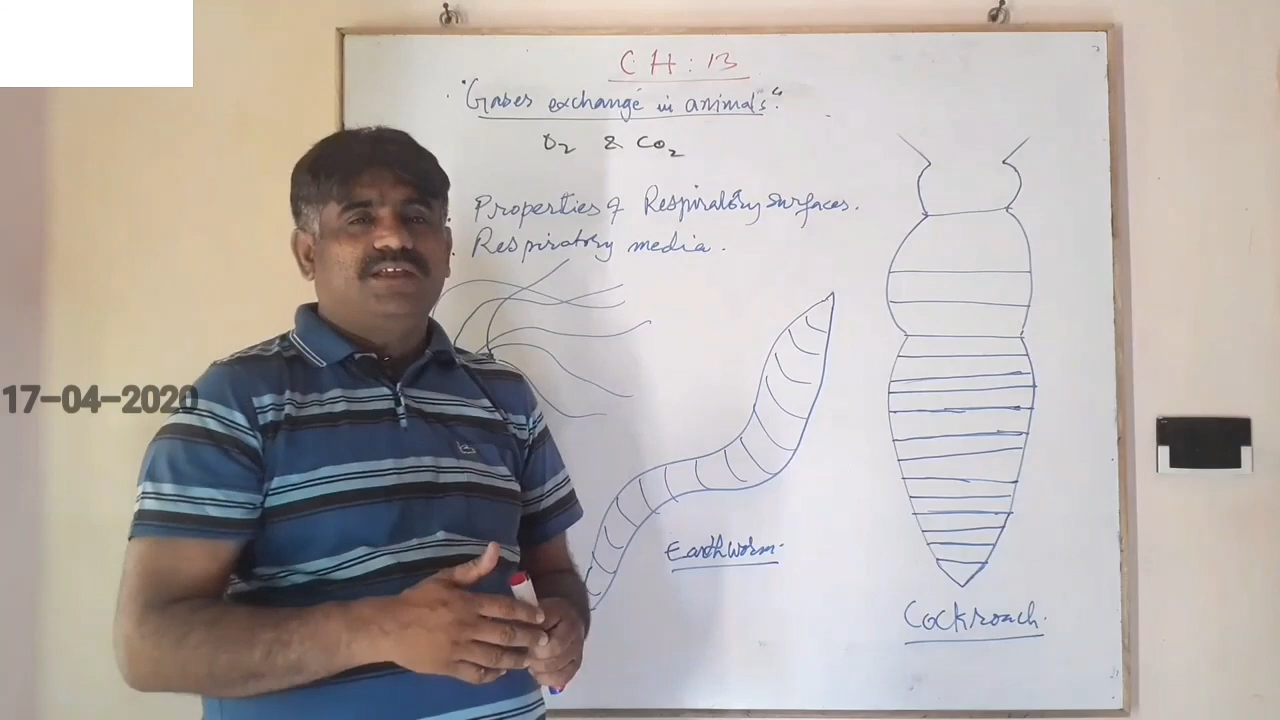 CH: 13
"Gases exchange in animals".
O2 & CO2
Properties of Respiratory surfaces.
Respiratory media.
17-04-2020
Earthworm.
Cockroach.